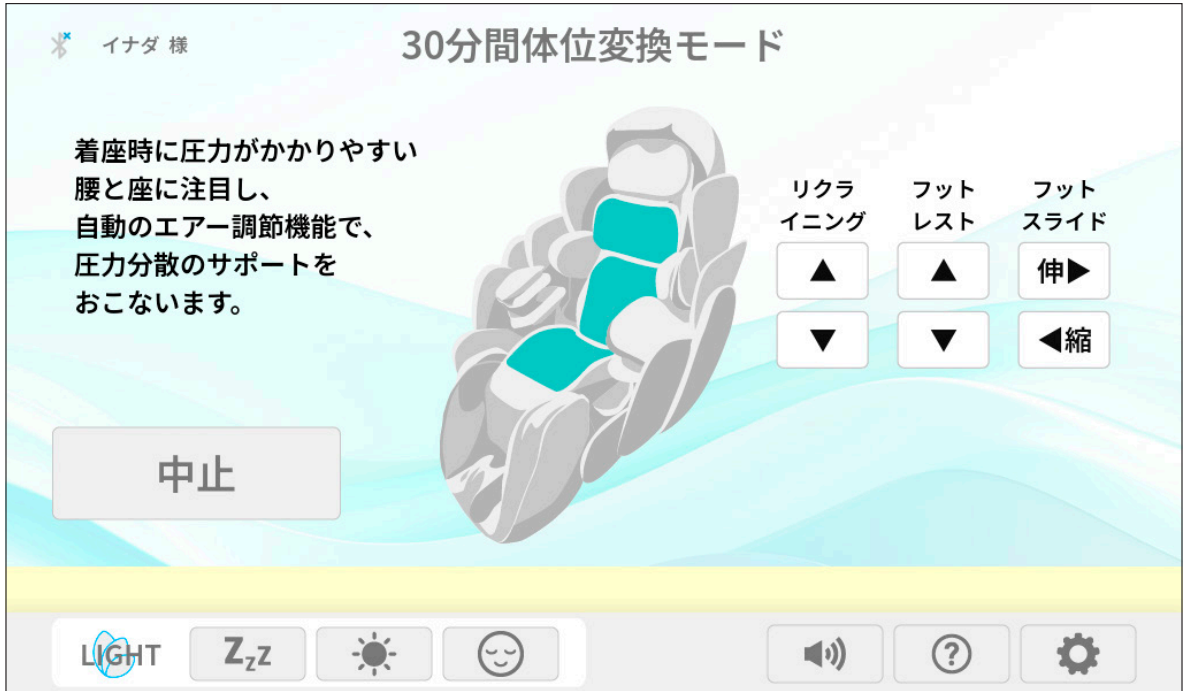 イナダ 様
30分間体位変換モード
着座時に圧力がかかりやすい
腰と座に注目し、
自動のエアー調節機能で、
圧力分散のサポートを
おこないます。
リクラ
イニング
フット
レスト
フット
スライド
▲
▲
伸▶
▼
▼
◀縮
中止
LIGHT
ZzZ
?